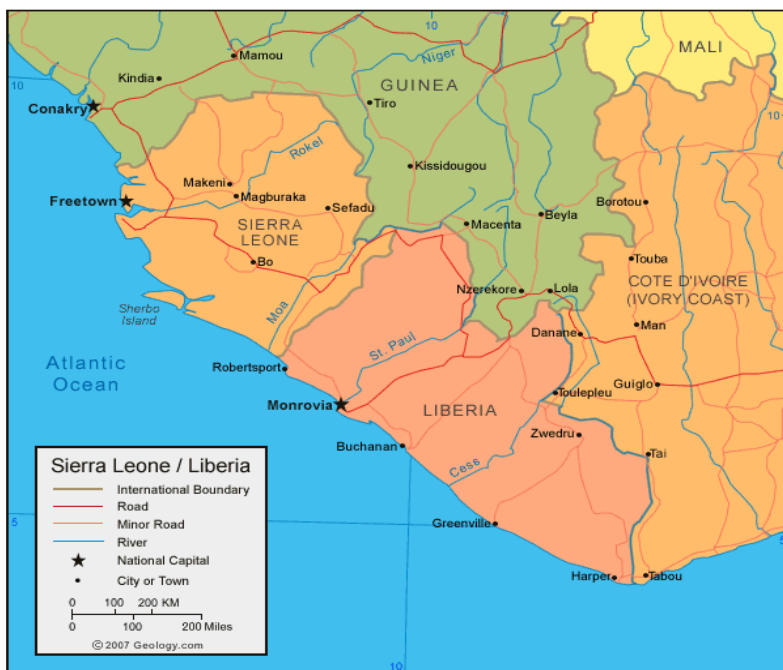 10
MALI
Mamou
Niger
Kindia
GUINEA
10
Conakry
Tiro
10
Rokel
Kissidougou
Makeni
Magburaka
Freetown
Sefadu
Borotou
Beyla
SIERRA
LEONE
Macenta
Bo
Touba
COTE D'IVOIRE
(IVORY COAST)
Nzerekore
Lola
Sherbo
Island
Moa
Man
Danane
St. Paul
Atlantic
Ocean
Robertsport
Guiglo
Toulepleu
Monrovia
LIBERIA
Zwedru
Buchanan
Tai
Cess
Greenville
5
5
Harper
Tabou
10
Sierra Leone / Liberia
International Boundary
Road
Minor Road
River
National Capital
City or Town
0 100 200 KM
0 100 200 Miles
© 2007 Geology.com